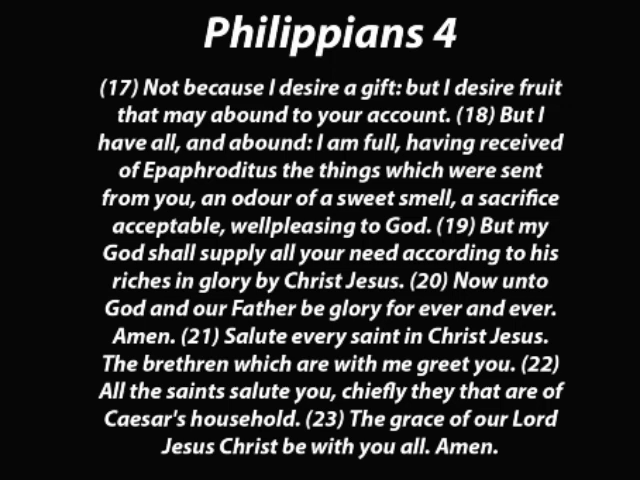 Philippians 4
(17) Not because I desire a gift: but I desire fruit
that may abound to your account. (18) But I
have all, and abound: I am full, having received
of Epaphroditus the things which were sent
from you, an odour of a sweet smell, a sacrifice
acceptable, wellpleasing to God. (19) But my
God shall supply all your need according to his
riches in glory by Christ Jesus. (20) Now unto
God and our Father be glory for ever and ever.
Amen. (21) Salute every saint in Christ Jesus.
The brethren which are with me greet you. (22)
All the saints salute you, chiefly they that are of
Caesar's household. (23) The grace of our Lord
Jesus Christ be with you all. Amen.